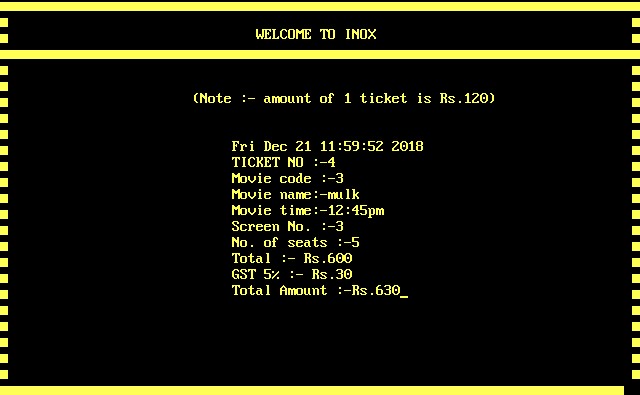 WELCOME TO INOX
(Note :- amount of 1 ticket is Rs.120)
Fri Dec 21 11:59:52 2018
TICKET NO :-4
Movie code :-3
Movie name:-mulk
Movie time:-12:45pm
Screen No. :-3
No. of seats :-5
Total :- Rs.600
GST 5% :- Rs.30
Total Amount :-Rs.630_